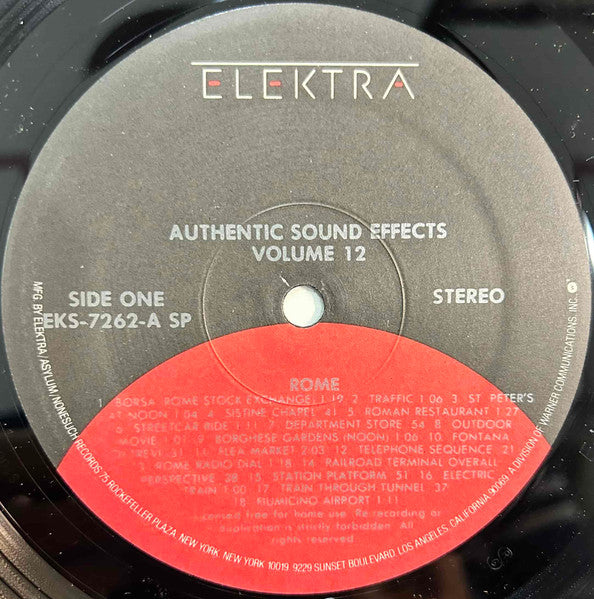 ELEKTRA
AUTHENTIC SOUND EFFECTS
VOLUME 12
SIDE ONE
STEREO
EKS-7262-A SP
ROME
1 BORSA ROME STOCK EXCHANGE) 1 19 2 TRAFFIC 1 06 3 ST PETER'S
AT NOON 1 04 4 SISTINE CHAPEL 41 5 ROMAN RESTAURANT 1 27
6 STREETCAR RIDE 1 11 7 DEPARTMENT STORE 54 8 OUTDOOR
MOVIE 1 01 9 BORGHESE GARDENS (NOON) 1 06 10 FONTANA
DI TREVI 31 11 FLEA MARKET 2:03 12 TELEPHONE SEQUENCE 21
13 ROME RADIO DIAL 1 18 14 RAILROAD TERMINAL OVERALL
PERSPECTIVE 38 15 STATION PLATFORM 51 16 ELECTRIC
TRAIN 1:00 17 TRAIN THROUGH TUNNEL 37
18 FIUMICINO AIRPORT 1 11
Licensed free for home use. Re recording or
duplication is strictly forbidden. All
rights reserved.
MFG. BY ELEKTRA/ASYLUM/NONESUCH RECORDS 75 ROCKEFELLER PLAZA, NEW YORK, NEW YORK 10019 9229 SUNSET BOULEVARD, LOS ANGELES, CALIFORNIA 90069 A DIVISION OF WARNER COMMUNICATIONS, INC.